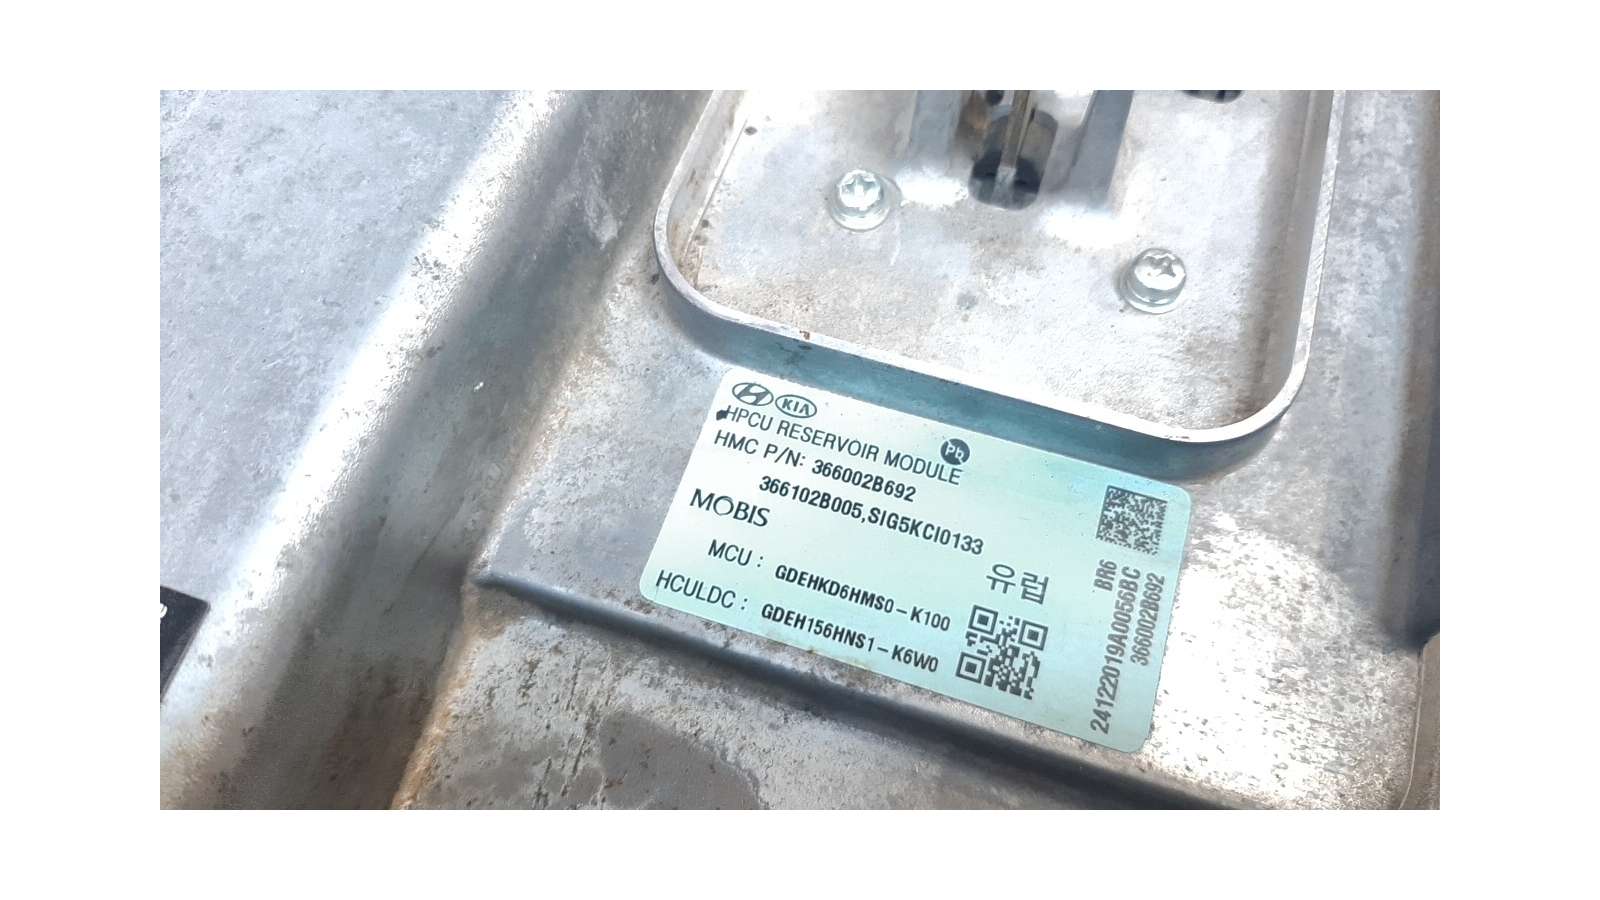 KIA
HPCU RESERVOIR MODULE
Pb
HMC P/N: 366002B692
366102B005,SIG5KCI0133
MOBIS
유럽
MCU : GDEHKD6HMS0-K100
HCULDC : GDEH156HNS1-K6W0
BR6
241222019A0056BC
366002B692